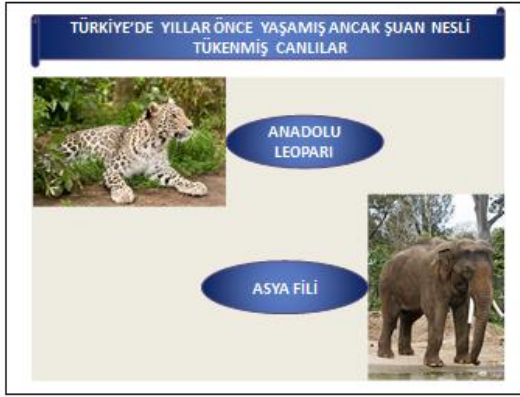 TÜRKİYE'DE YILLAR ÖNCE YAŞAMIŞ ANCAK ŞUAN NESLİ
TÜKENMİŞ CANLILAR
ANADOLU
LEOPARI
ASYA FİLİ